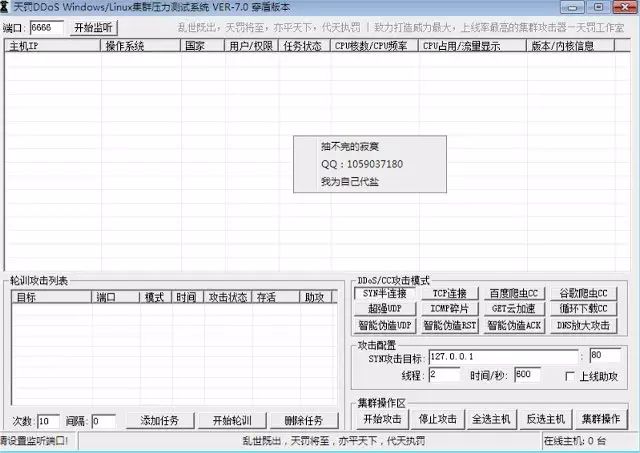 天罚DDoS Windows/Linux集群压力测试系统 VER-7.0 穿盾版本
端口: 6666 开始监听 乱世既出，天罚将至，亦平天下，代天执罚 | 致力打造威力最大，上线率最高的集群攻击器—天罚工作室
主机IP 操作系统 国家 用户/权限 任务状态 CPU核数/CPU频率 CPU占用/流量显示 版本/内核信息
抽不完的寂寞
QQ：1059037180
我为自己代盐
轮训攻击列表
目标 端口 模式 时间 攻击状态 存活 助攻
次数: 10 间隔: 0 添加任务 开始轮训 删除任务
DDoS/CC攻击模式
SYN半连接 TCP连接 百度爬虫CC 谷歌爬虫CC
超强UDP ICMP碎片 GET云加速 循环下载CC
智能伪造UDP 智能伪造RST 智能伪造ACK DNS放大攻击
攻击配置
SYN攻击目标: 127.0.0.1 : 80
线程: 2 时间/秒: 600 上线助攻
集群操作区
开始攻击 停止攻击 全选主机 反选主机 集群操作
请设置监听端口! 乱世既出，天罚将至，亦平天下，代天执罚 在线主机: 0 台